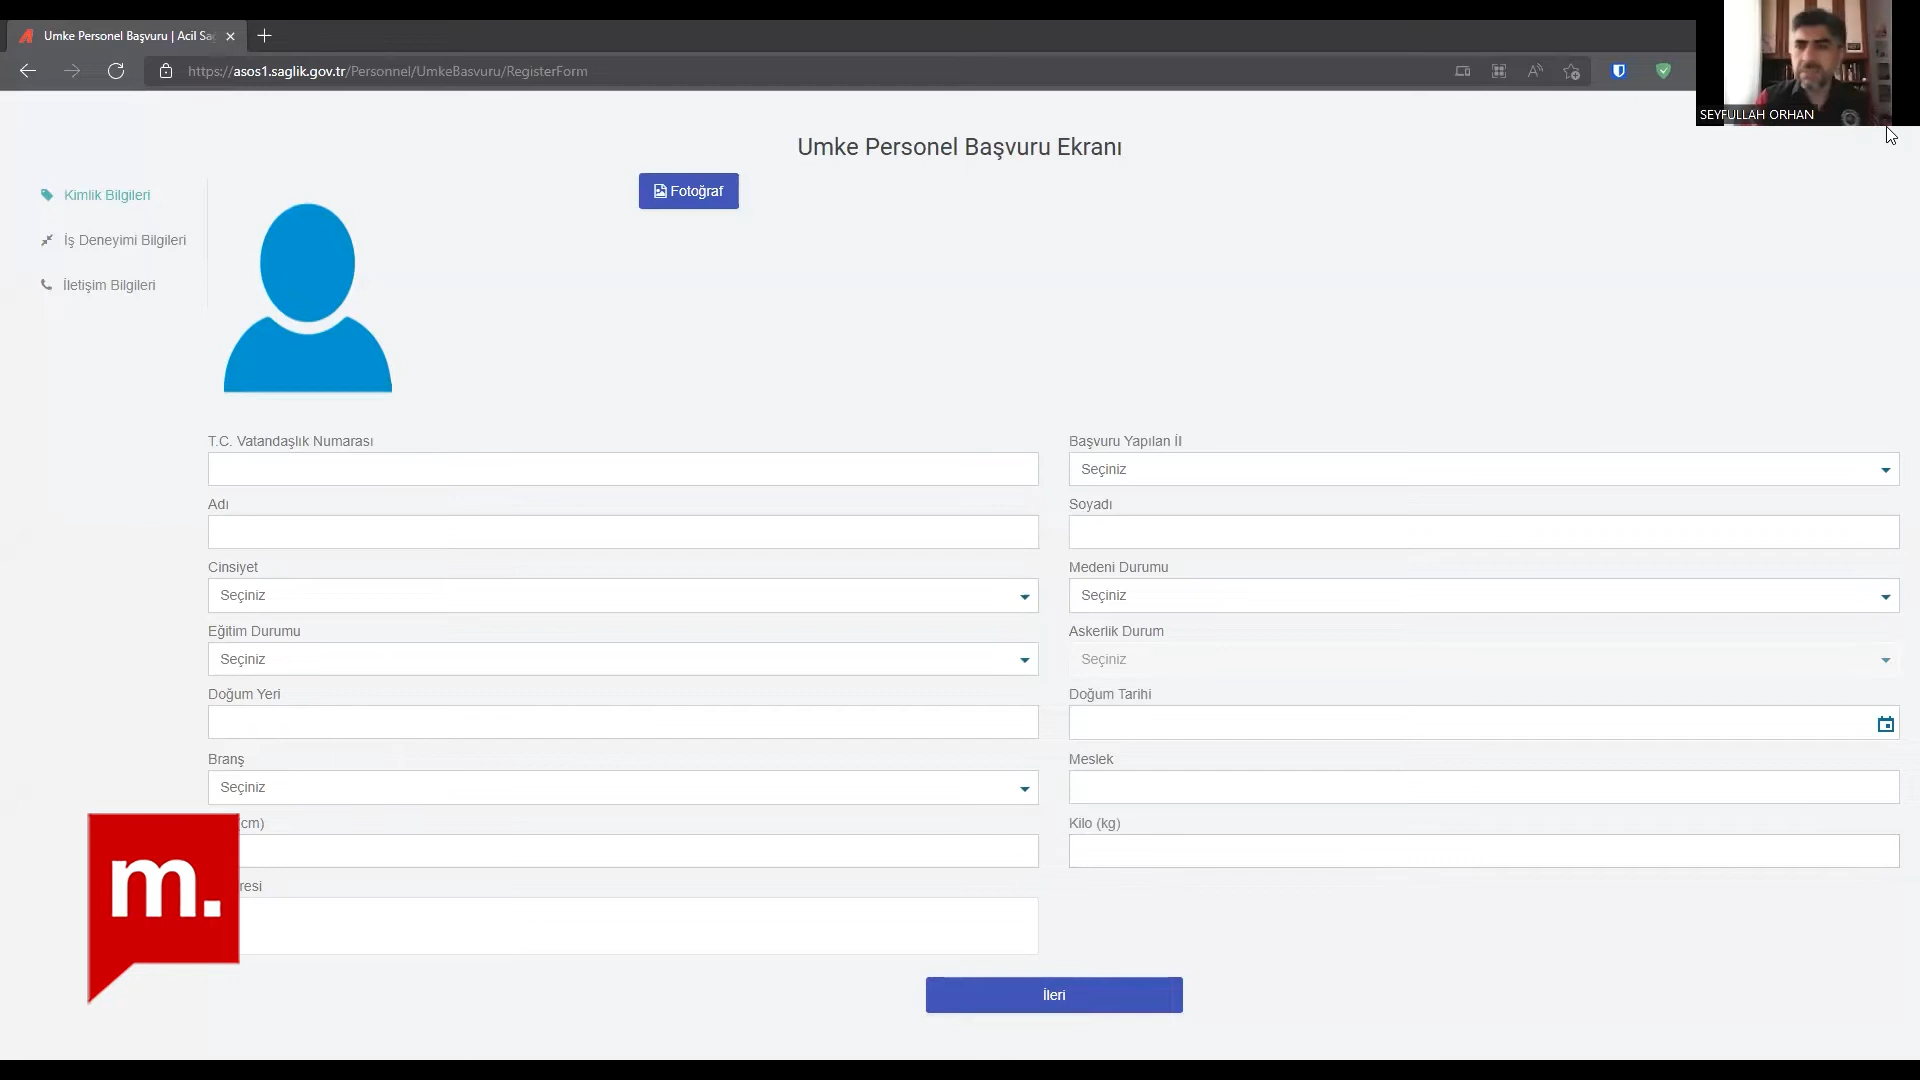 Umke Personel Başvuru | Acil Sağ
https://asos1.saglik.gov.tr/Personnel/UmkeBasvuru/RegisterForm
SEYFULLAH ORHAN
Umke Personel Başvuru Ekranı
Kimlik Bilgileri
İş Deneyimi Bilgileri
İletişim Bilgileri
Fotoğraf
T.C. Vatandaşlık Numarası
Başvuru Yapılan İl
Seçiniz
Adı
Soyadı
Cinsiyet
Medeni Durumu
Seçiniz
Seçiniz
Eğitim Durumu
Askerlik Durum
Seçiniz
Seçiniz
Doğum Yeri
Doğum Tarihi
Branş
Meslek
Seçiniz
cm)
Kilo (kg)
resi
m.
İleri